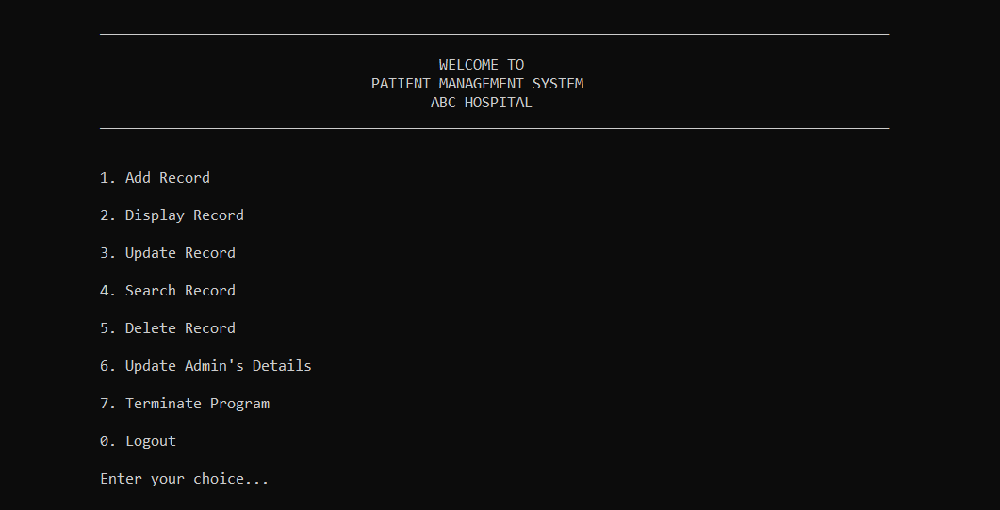 WELCOME TO
PATIENT MANAGEMENT SYSTEM
ABC HOSPITAL
1. Add Record
2. Display Record
3. Update Record
4. Search Record
5. Delete Record
6. Update Admin's Details
7. Terminate Program
0. Logout
Enter your choice...